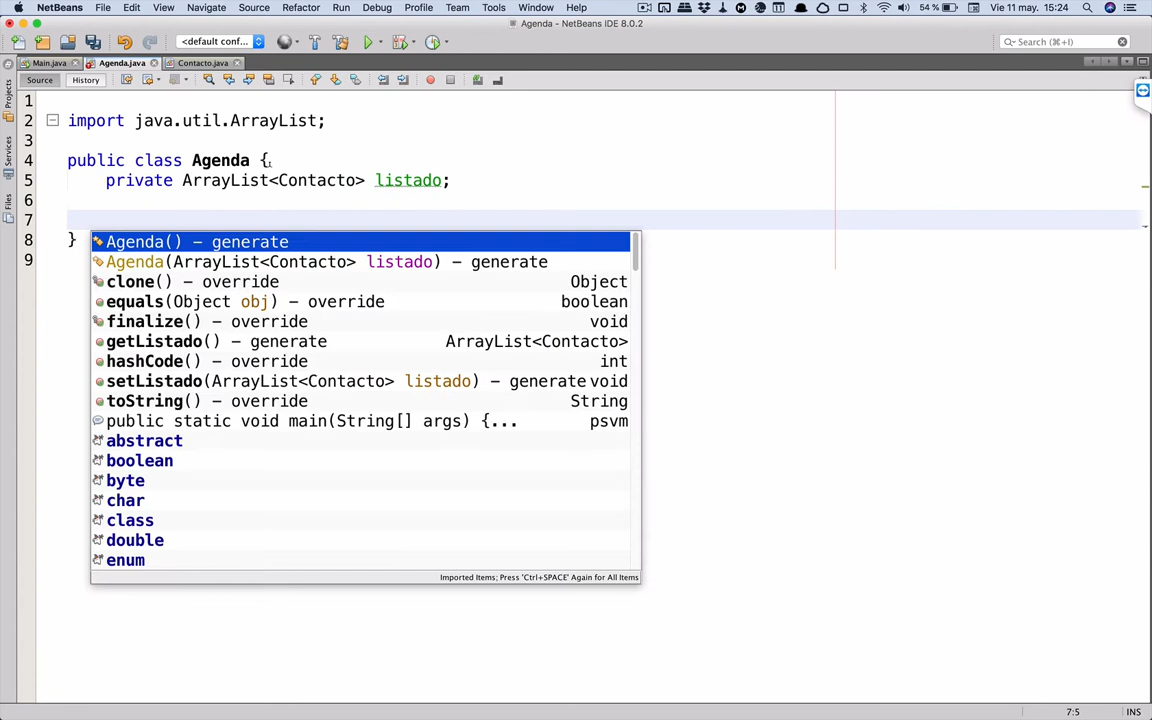 NetBeans File Edit View Navigate Source Refactor Run Debug Profile Team Tools Window Help 54 % Vie 11 may. 15:24
Agenda - NetBeans IDE 8.0.2
<default conf... Search (⌘+I)
Main.java Agenda.java Contacto.java
Source History
Projects
Services
Files
1
2 import java.util.ArrayList;
3
4 public class Agenda {
5 private ArrayList<Contacto> listado;
6
7
8 }
9
Agenda() - generate
Agenda(ArrayList<Contacto> listado) - generate
clone() - override Object
equals(Object obj) - override boolean
finalize() - override void
getListado() - generate ArrayList<Contacto>
hashCode() - override int
setListado(ArrayList<Contacto> listado) - generate void
toString() - override String
public static void main(String[] args) {... psvm
abstract
boolean
byte
char
class
double
enum
Imported Items; Press 'Ctrl+SPACE' Again for All Items
7:5 INS